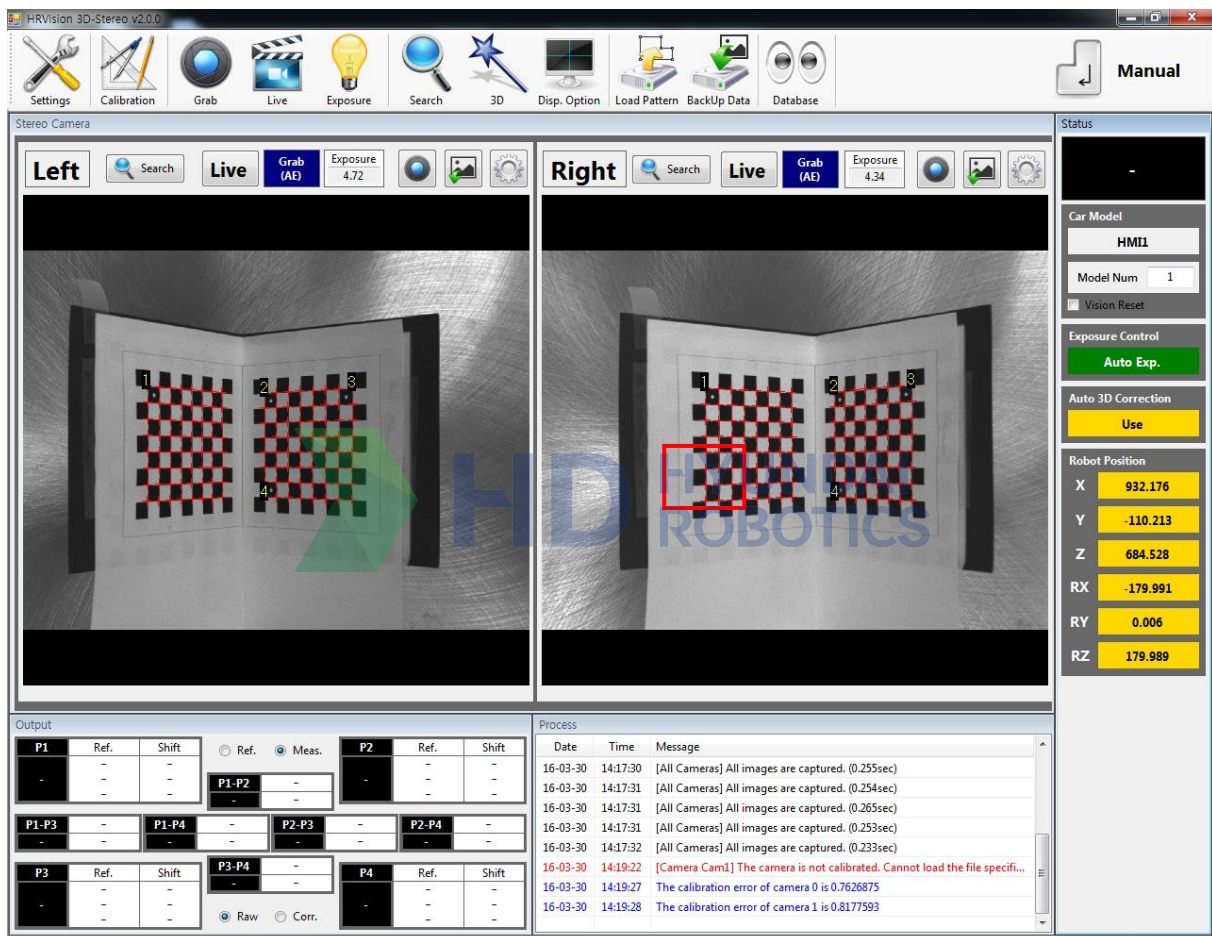 HRVision 3D-Stereo v2.0.0
Settings Calibration Grab Live Exposure Search 3D Disp. Option Load Pattern BackUp Data Database Manual
Stereo Camera
Left Search Live Grab (AE) Exposure 4.72
1 2 3 4
Right Search Live Grab (AE) Exposure 4.34
1 2 3 4
HD HYUNDAI
ROBOTICS
Status
-
Car Model
HMI1
Model Num 1
Vision Reset
Exposure Control
Auto Exp.
Auto 3D Correction
Use
Robot Position
X 932.176
Y -110.213
Z 684.528
RX -179.991
RY 0.006
RZ 179.989
Output
P1 Ref. Shift Ref. Meas. P2 Ref. Shift
- - - - -
- - - P1-P2 - - -
- - - - - -
P1-P3 - P1-P4 - P2-P3 - P2-P4 -
- - - - - - - -
P3 Ref. Shift P3-P4 - P4 Ref. Shift
- - - - - -
- - - - - -
- - Raw Corr. - -
Process
Date Time Message
16-03-30 14:17:30 [All Cameras] All images are captured. (0.255sec)
16-03-30 14:17:31 [All Cameras] All images are captured. (0.254sec)
16-03-30 14:17:31 [All Cameras] All images are captured. (0.265sec)
16-03-30 14:17:31 [All Cameras] All images are captured. (0.253sec)
16-03-30 14:17:32 [All Cameras] All images are captured. (0.233sec)
16-03-30 14:19:22 [Camera Cam1] The camera is not calibrated. Cannot load the file specifi...
16-03-30 14:19:27 The calibration error of camera 0 is 0.7626875
16-03-30 14:19:28 The calibration error of camera 1 is 0.8177593